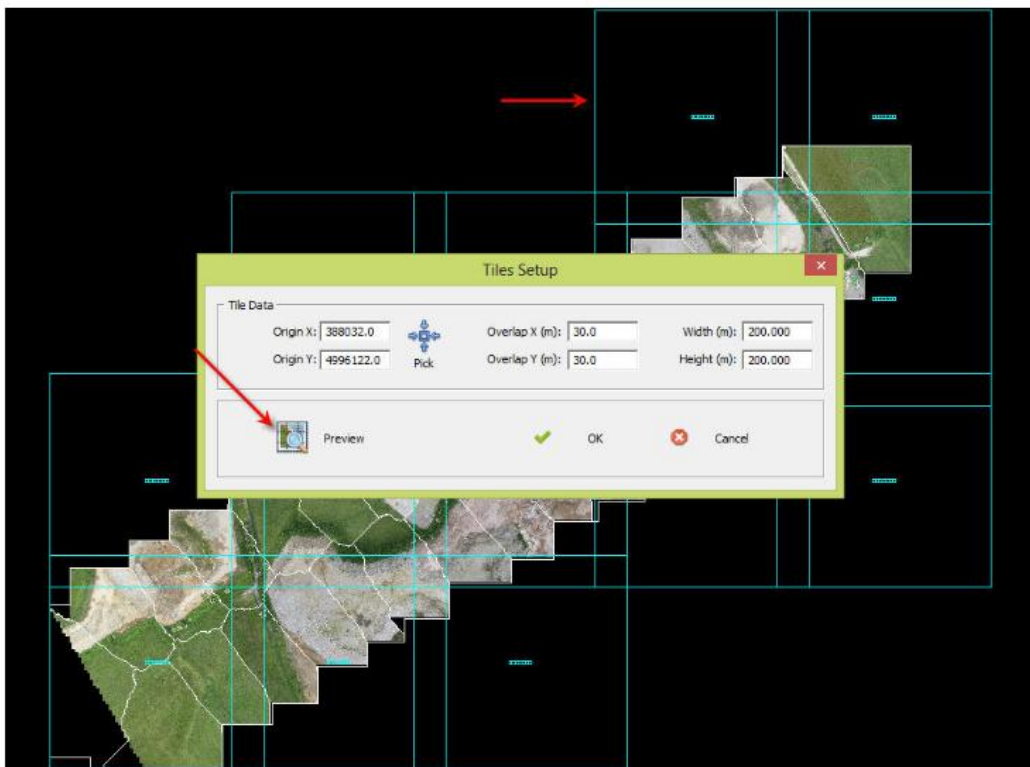 Tiles Setup
Tile Data
Origin X: 388032.0
Overlap X (m): 30.0
Width (m): 200.000
Origin Y: 4996122.0
Pick
Overlap Y (m): 30.0
Height (m): 200.000
Preview
OK
Cancel